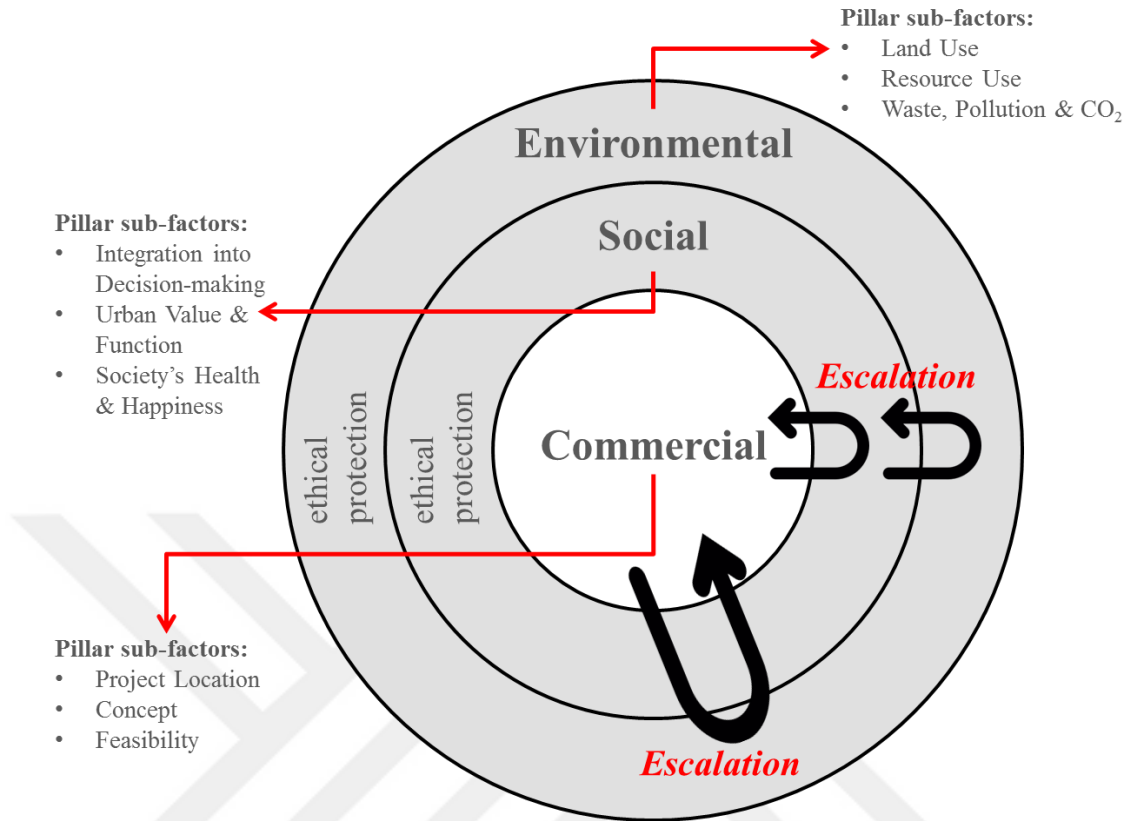 Pillar sub-factors:
• Land Use
• Resource Use
• Waste, Pollution & CO₂
Environmental
Social
Pillar sub-factors:
• Integration into
Decision-making
• Urban Value &
Function
• Society’s Health
& Happiness
Escalation
ethical
protection
ethical
protection
Commercial
Pillar sub-factors:
• Project Location
• Concept
• Feasibility
Escalation